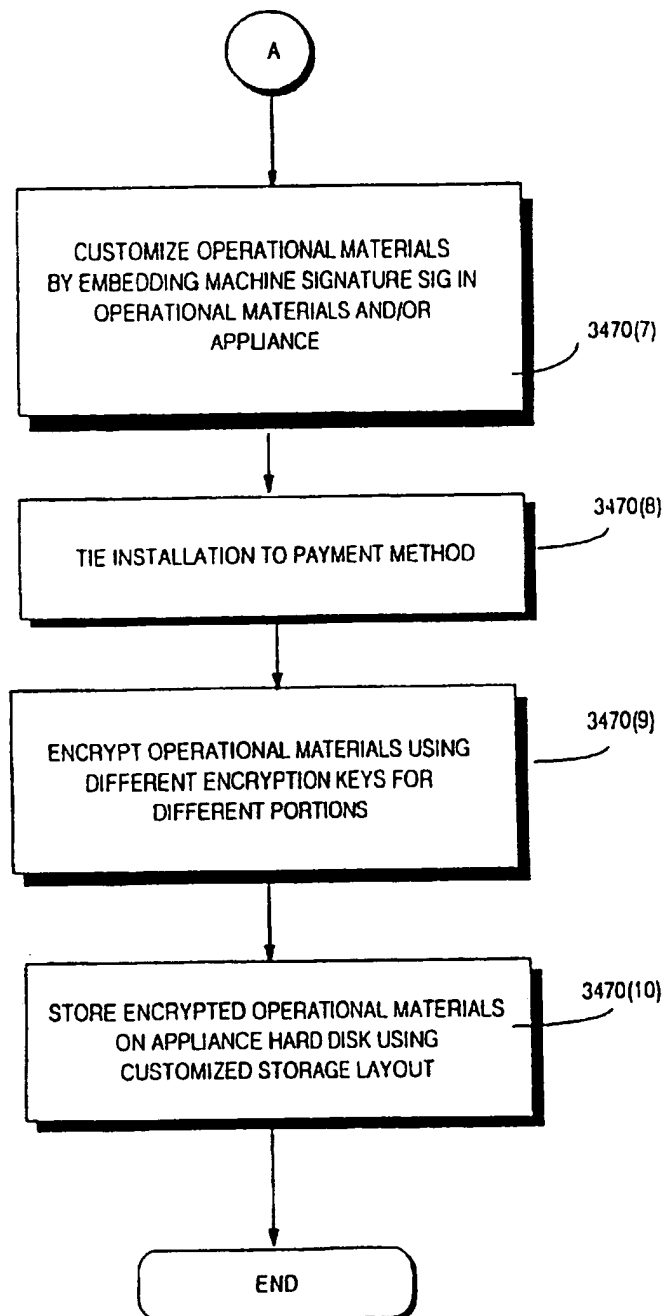 A
CUSTOMIZE OPERATIONAL MATERIALS
BY EMBEDDING MACHINE SIGNATURE SIG IN
OPERATIONAL MATERIALS AND/OR
APPLIANCE
3470(7)
TIE INSTALLATION TO PAYMENT METHOD
3470(8)
ENCRYPT OPERATIONAL MATERIALS USING
DIFFERENT ENCRYPTION KEYS FOR
DIFFERENT PORTIONS
3470(9)
STORE ENCRYPTED OPERATIONAL MATERIALS
ON APPLIANCE HARD DISK USING
CUSTOMIZED STORAGE LAYOUT
3470(10)
END